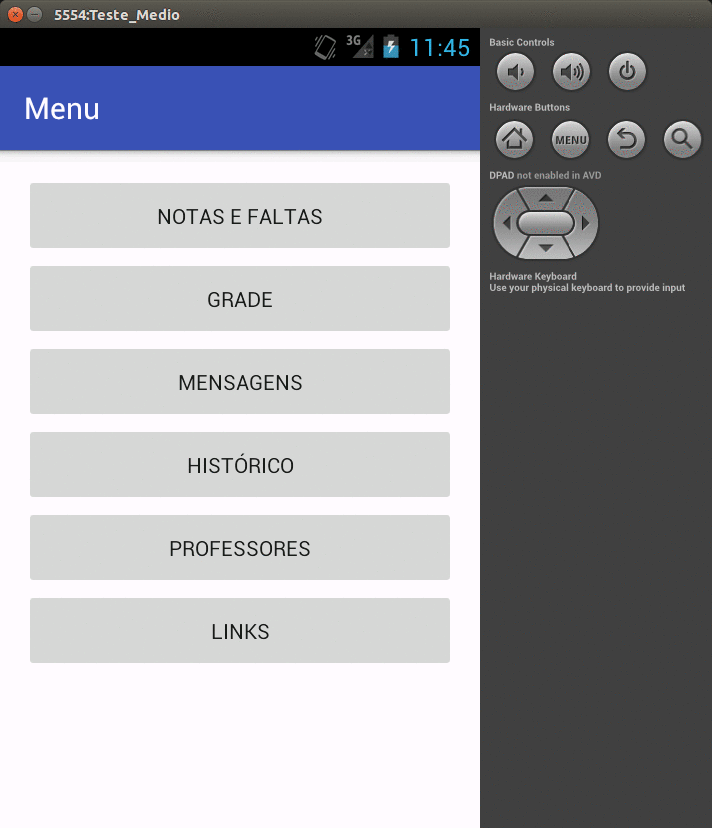 5554:Teste_Medio
3G
11:45
Menu
NOTAS E FALTAS
GRADE
MENSAGENS
HISTÓRICO
PROFESSORES
LINKS
Basic Controls
Hardware Buttons
MENU
DPAD not enabled in AVD
Hardware Keyboard
Use your physical keyboard to provide input